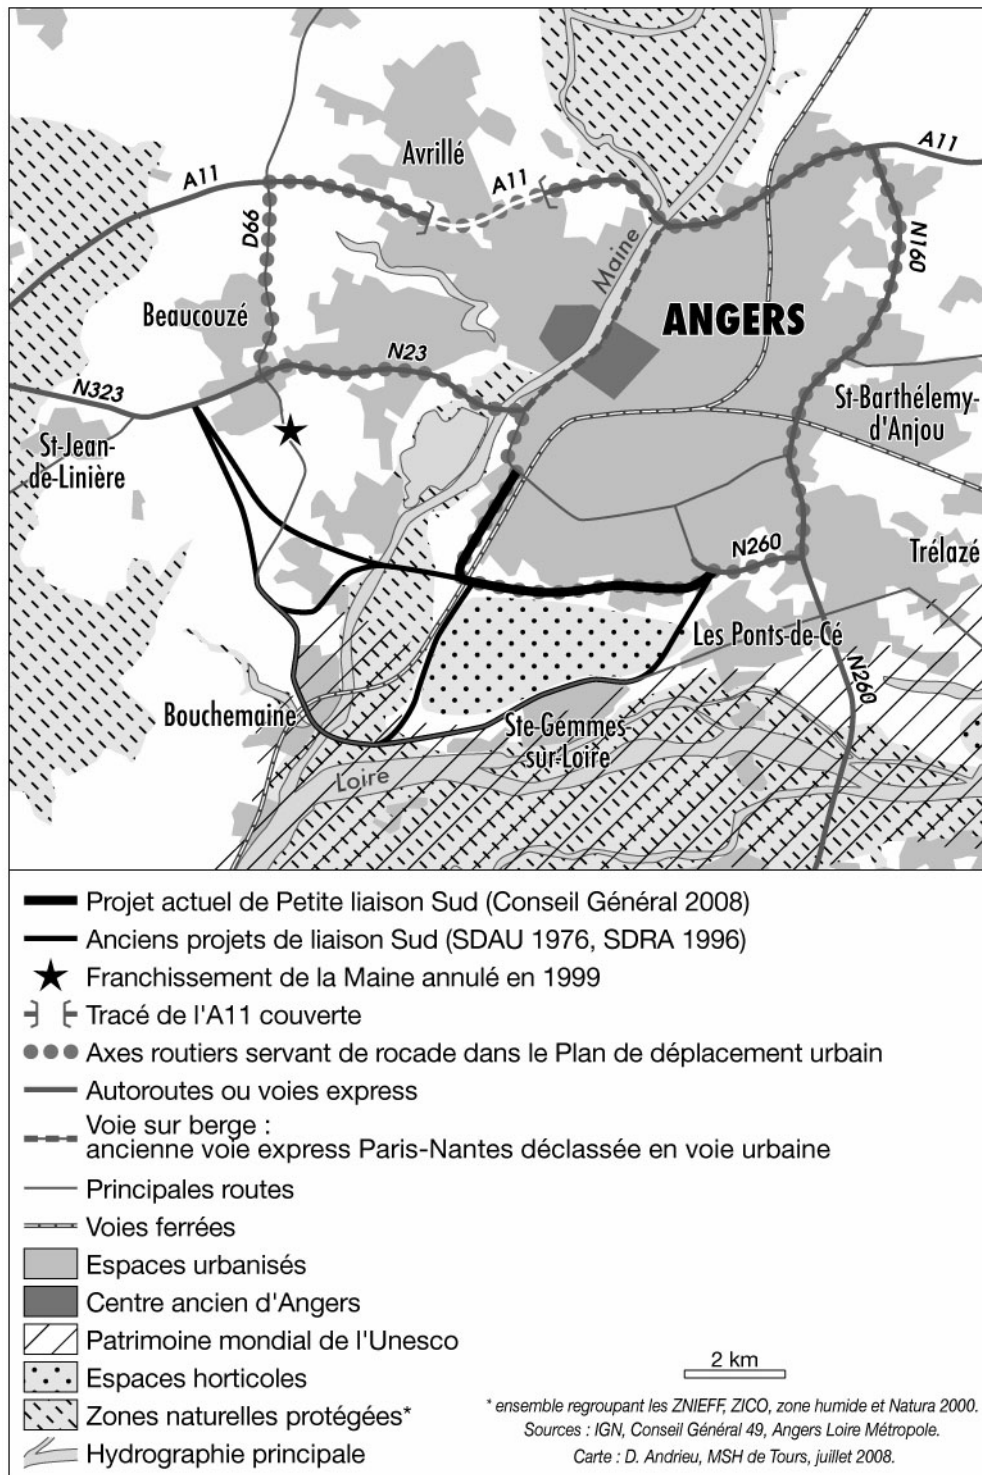 Avrillé
A11
A11
A11
D66
N160
Maine
Beaucouzé
ANGERS
N23
N323
St-Barthélemy-
d'Anjou
St-Jean-
de-Linière
N260
Trélazé
Les Ponts-de-Cé
N260
Bouchemaine
Ste-Gemmes-
sur-Loire
Loire
Projet actuel de Petite liaison Sud (Conseil Général 2008)
Anciens projets de liaison Sud (SDAU 1976, SDRA 1996)
Franchissement de la Maine annulé en 1999
Tracé de l'A11 couverte
Axes routiers servant de rocade dans le Plan de déplacement urbain
Autoroutes ou voies express
Voie sur berge :
ancienne voie express Paris-Nantes déclassée en voie urbaine
Principales routes
Voies ferrées
Espaces urbanisés
Centre ancien d'Angers
Patrimoine mondial de l'Unesco
Espaces horticoles
Zones naturelles protégées*
Hydrographie principale
2 km
* ensemble regroupant les ZNIEFF, ZICO, zone humide et Natura 2000.
Sources : IGN, Conseil Général 49, Angers Loire Métropole.
Carte : D. Andrieu, MSH de Tours, juillet 2008.